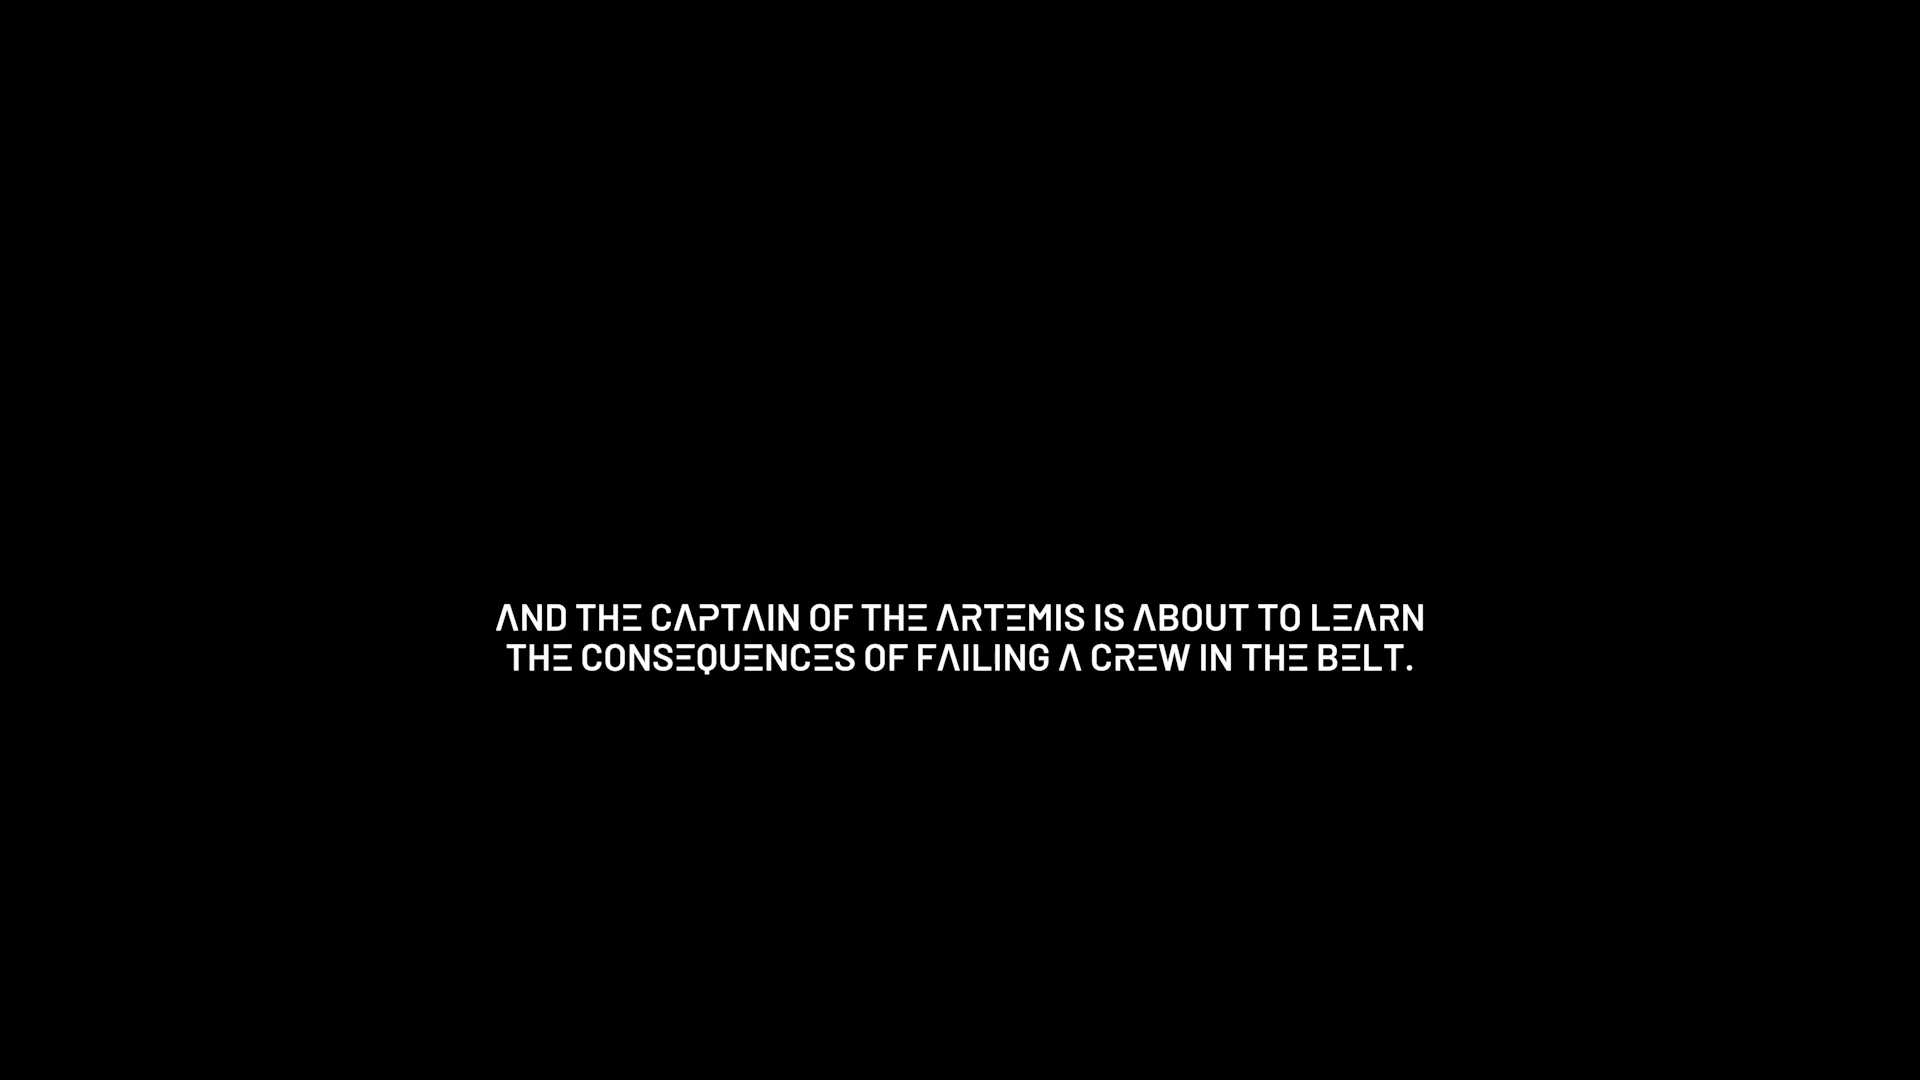 AND THE CAPTAIN OF THE ARTEMIS IS ABOUT TO LEARN
THE CONSEQUENCES OF FAILING A CREW IN THE BELT.